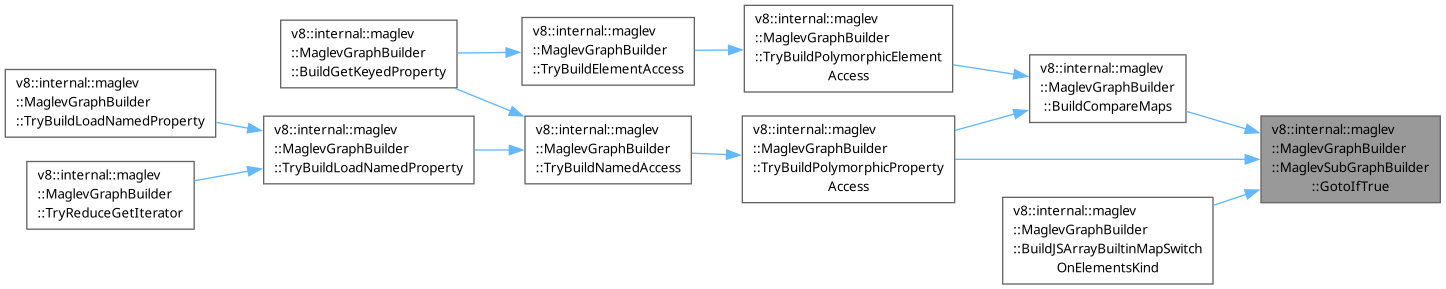 v8::internal::maglev
::MaglevGraphBuilder
::TryBuildLoadNamedProperty
v8::internal::maglev
::MaglevGraphBuilder
::TryReduceGetIterator
v8::internal::maglev
::MaglevGraphBuilder
::BuildGetKeyedProperty
v8::internal::maglev
::MaglevGraphBuilder
::TryBuildLoadNamedProperty
v8::internal::maglev
::MaglevGraphBuilder
::TryBuildElementAccess
v8::internal::maglev
::MaglevGraphBuilder
::TryBuildNamedAccess
v8::internal::maglev
::MaglevGraphBuilder
::TryBuildPolymorphicElement
Access
v8::internal::maglev
::MaglevGraphBuilder
::TryBuildPolymorphicProperty
Access
v8::internal::maglev
::MaglevGraphBuilder
::BuildCompareMaps
v8::internal::maglev
::MaglevGraphBuilder
::BuildJSArrayBuiltinMapSwitch
OnElementsKind
v8::internal::maglev
::MaglevGraphBuilder
::MaglevSubGraphBuilder
::GotoIfTrue